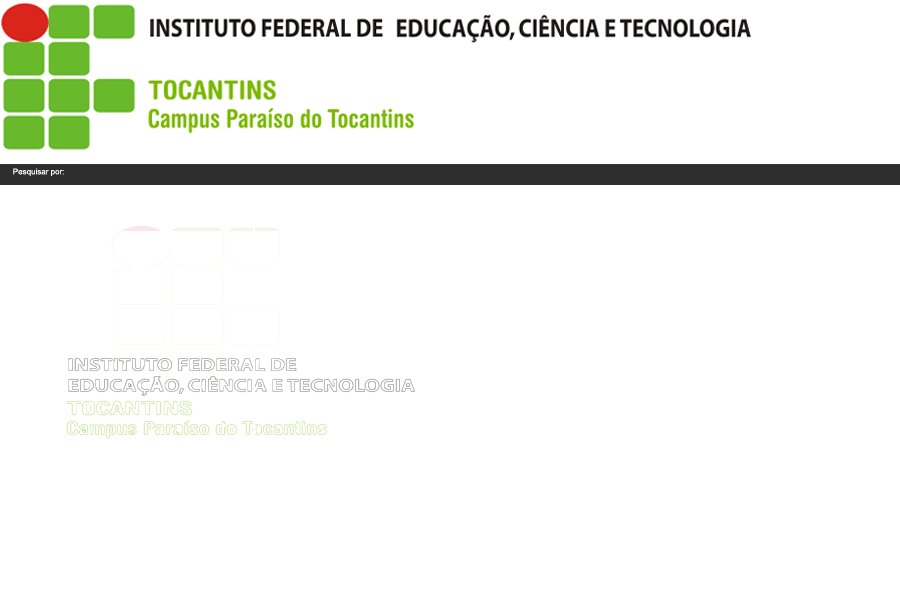 INSTITUTO FEDERAL DE EDUCAÇÃO, CIÊNCIA E TECNOLOGIA
TOCANTINS
Campus Paraíso do Tocantins
Pesquisar por:
INSTITUTO FEDERAL DE
EDUCAÇÃO, CIÊNCIA E TECNOLOGIA
TOCANTINS
Campus Paraíso do Tocantins